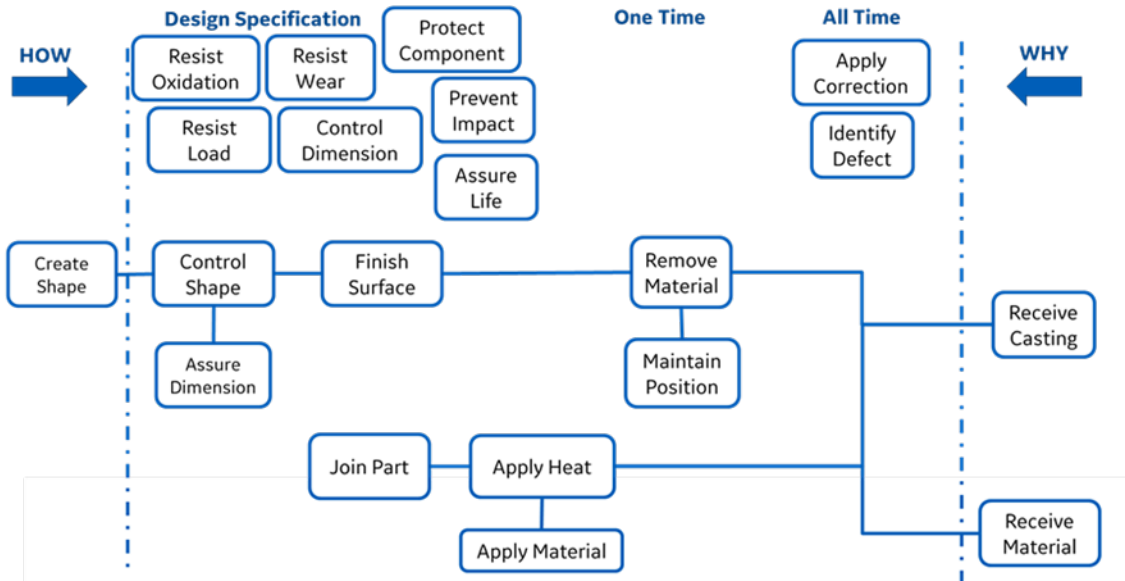 Design Specification
One Time
All Time
HOW
WHY
Resist
Oxidation
Resist
Wear
Protect
Component
Apply
Correction
Resist
Load
Control
Dimension
Prevent
Impact
Identify
Defect
Assure
Life
Create
Shape
Control
Shape
Finish
Surface
Remove
Material
Receive
Casting
Assure
Dimension
Maintain
Position
Join Part
Apply Heat
Receive
Material
Apply Material